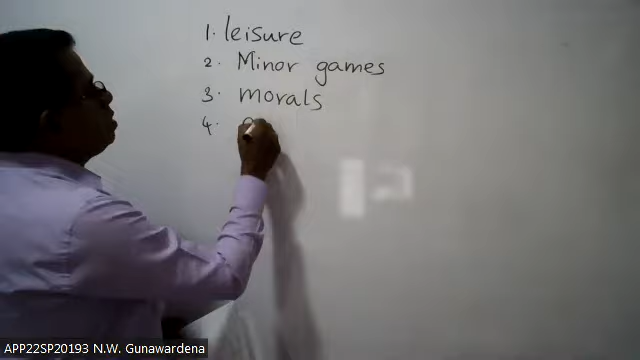 1. leisure
2. Minor games
3. morals
4.
APP22SP20193 N.W. Gunawardena